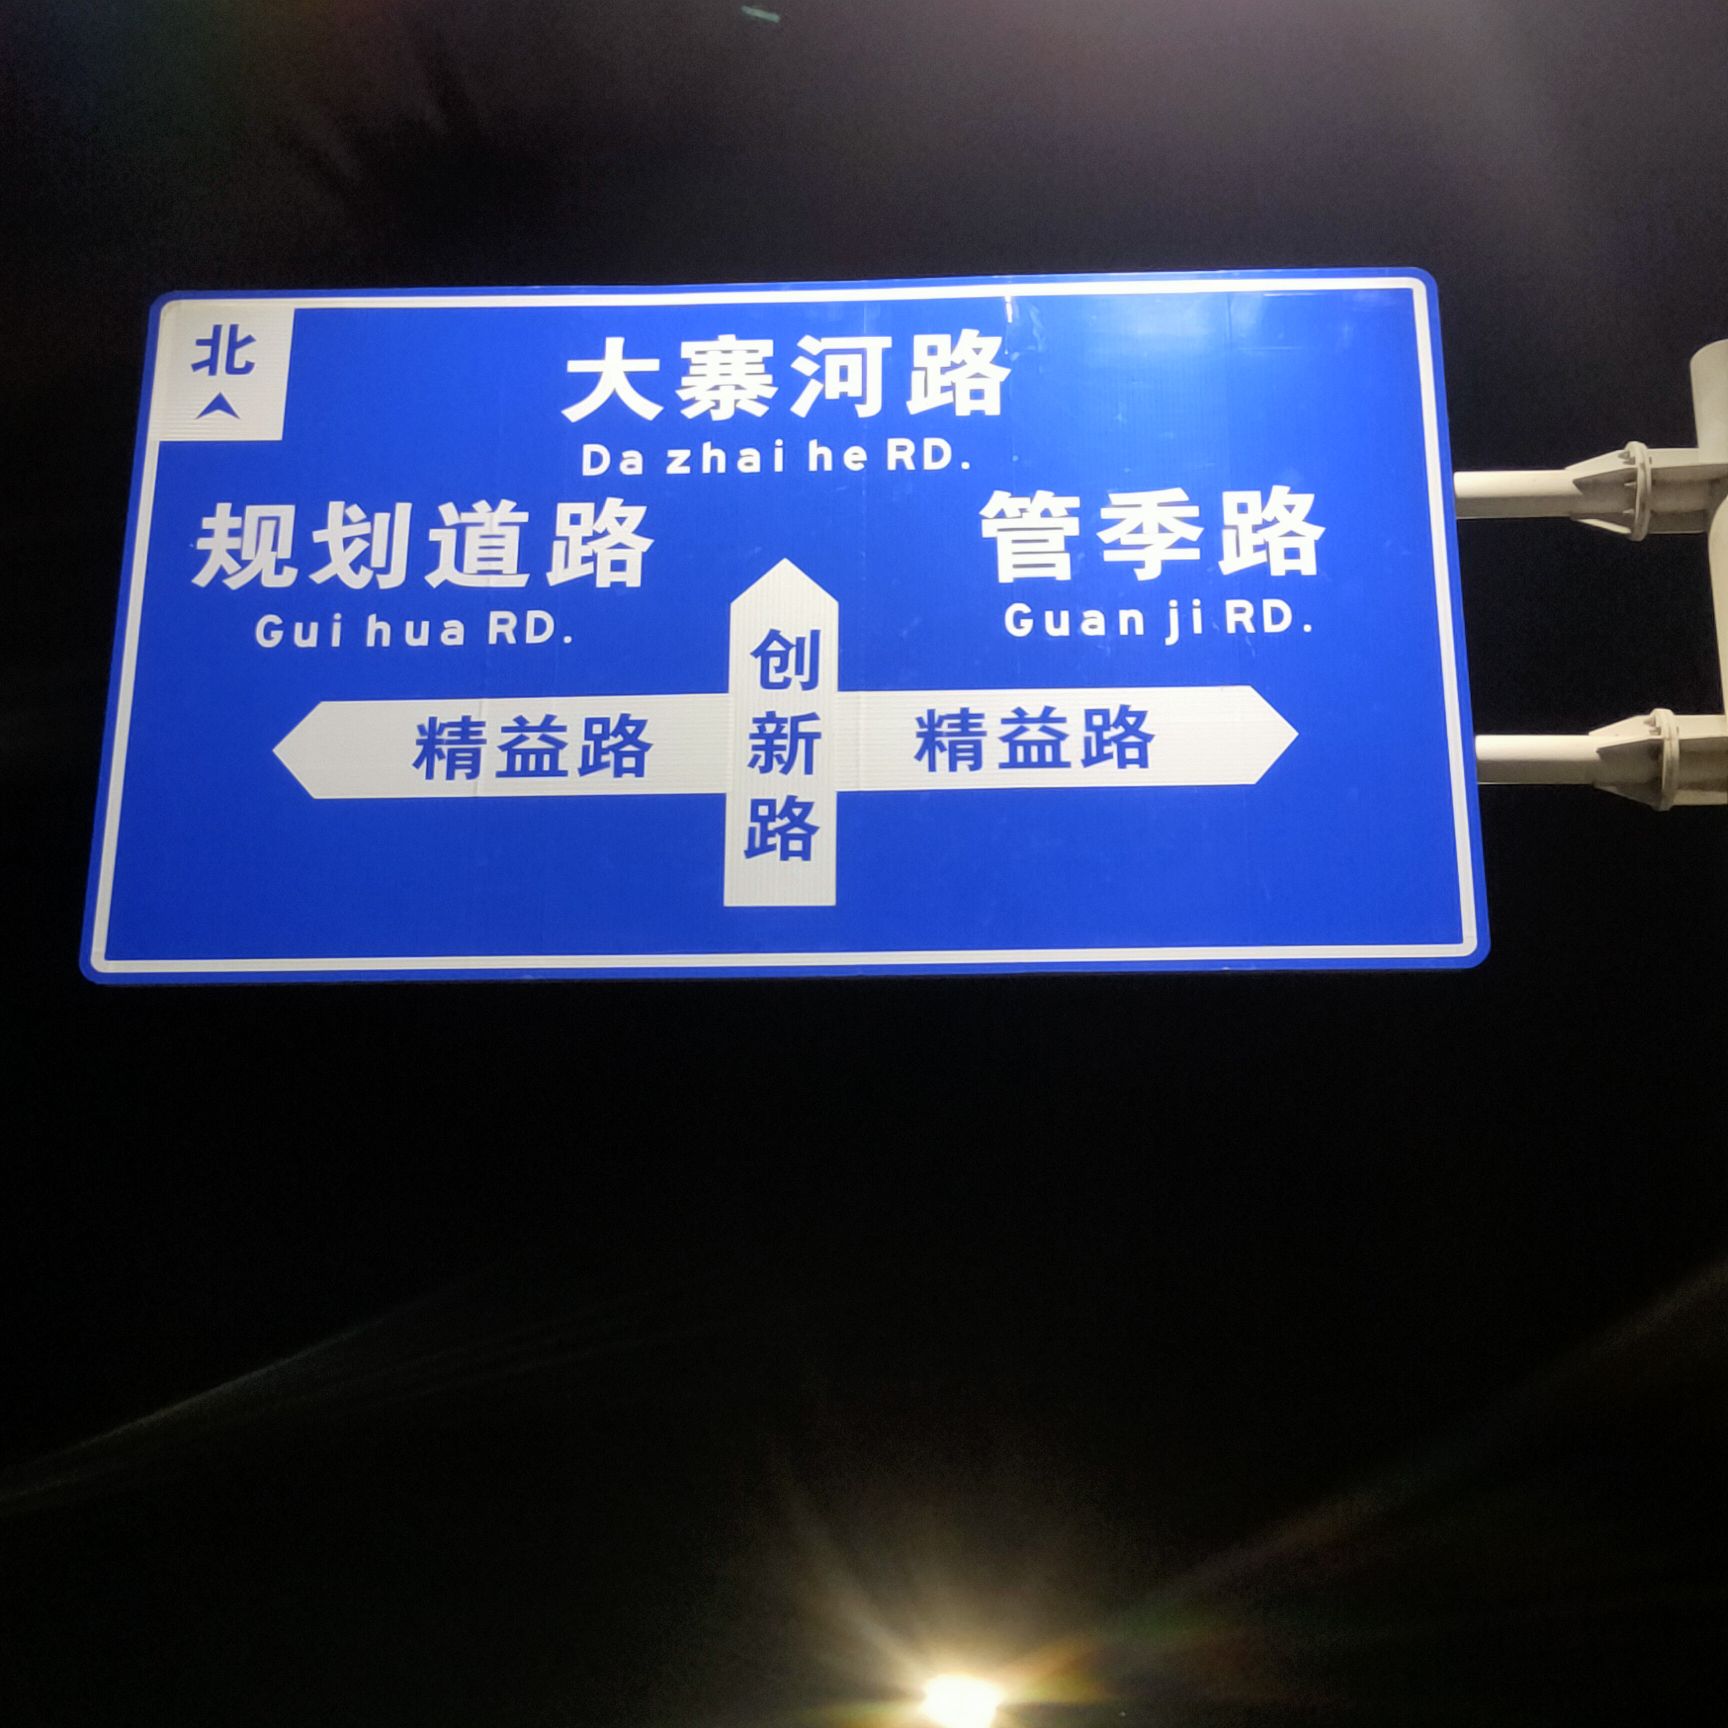 北
大寨河路
Da zhai he RD.
规划道路
Gui hua RD.
管季路
Guan ji RD.
创新路
精益路
精益路